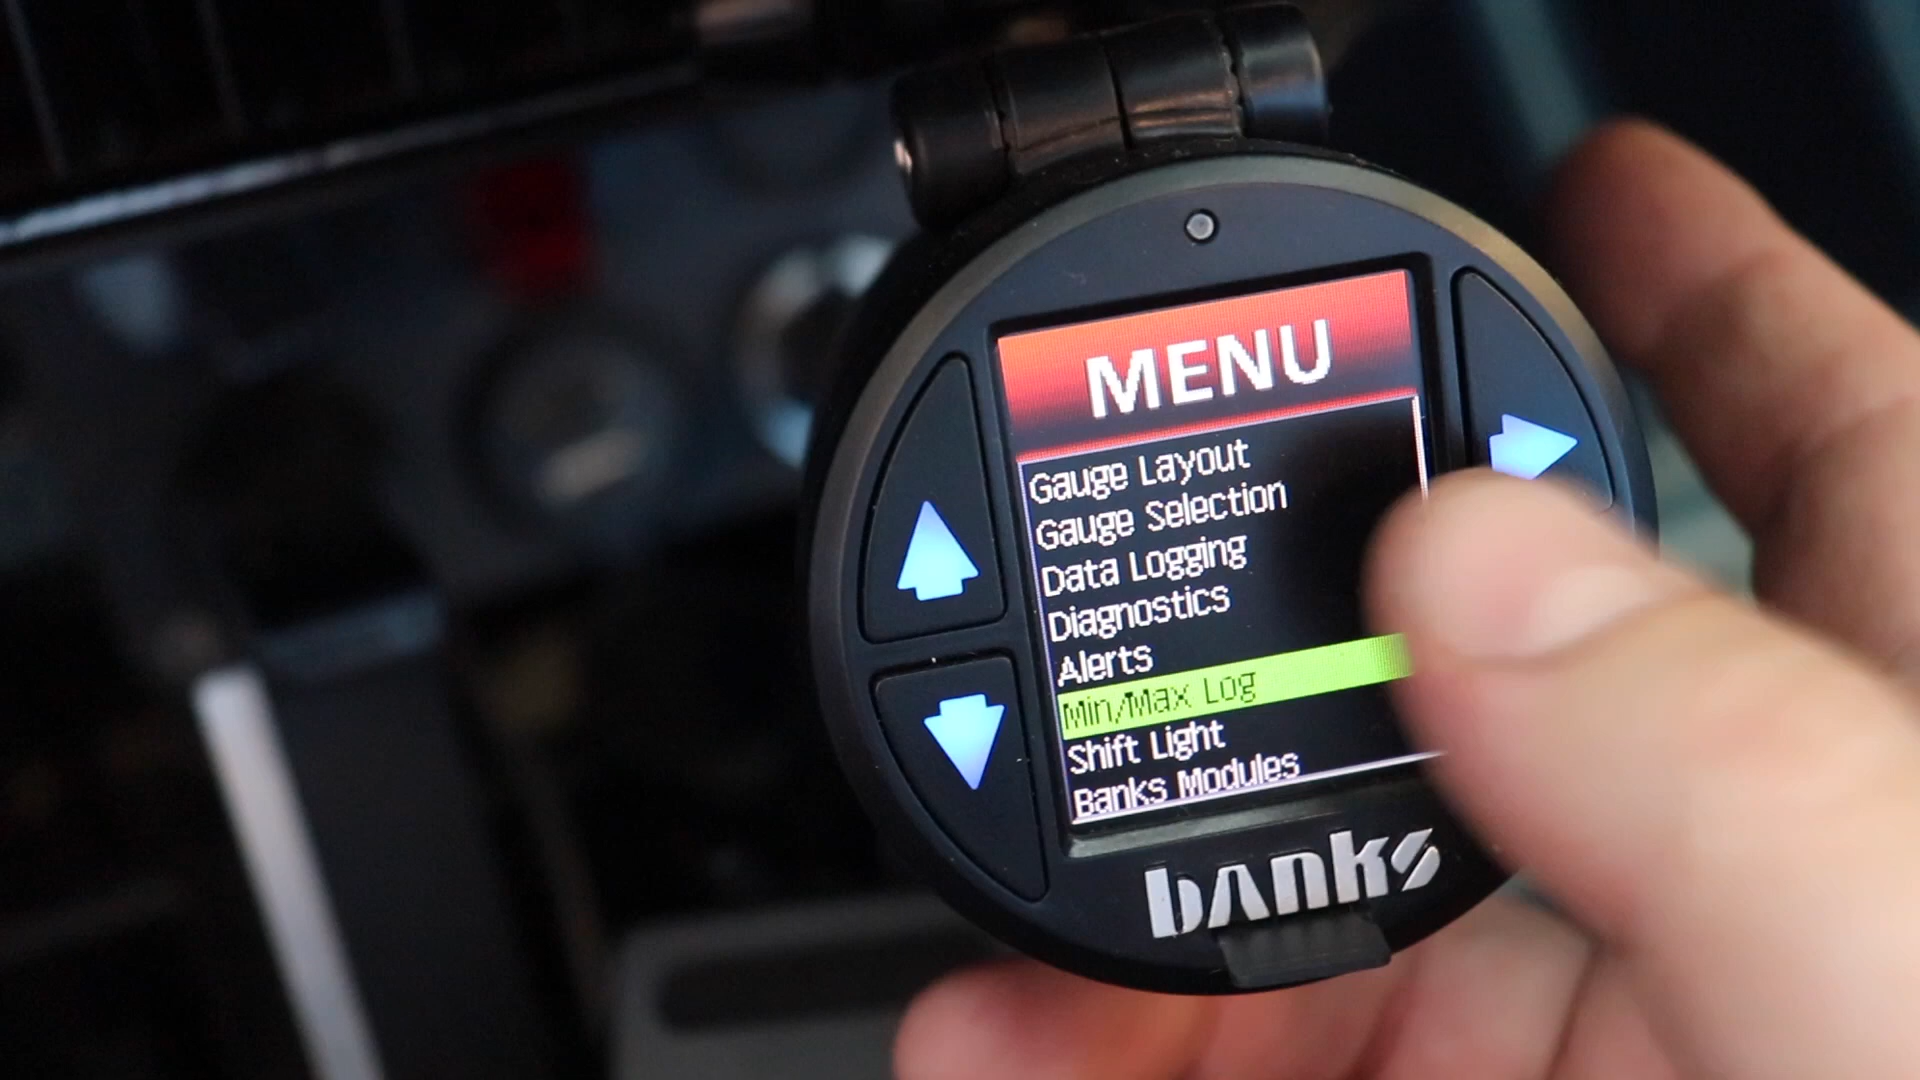 MENU
Gauge Layout
Gauge Selection
Data Logging
Diagnostics
Alerts
Min/Max Log
Shift Light
Banks Modules
banks